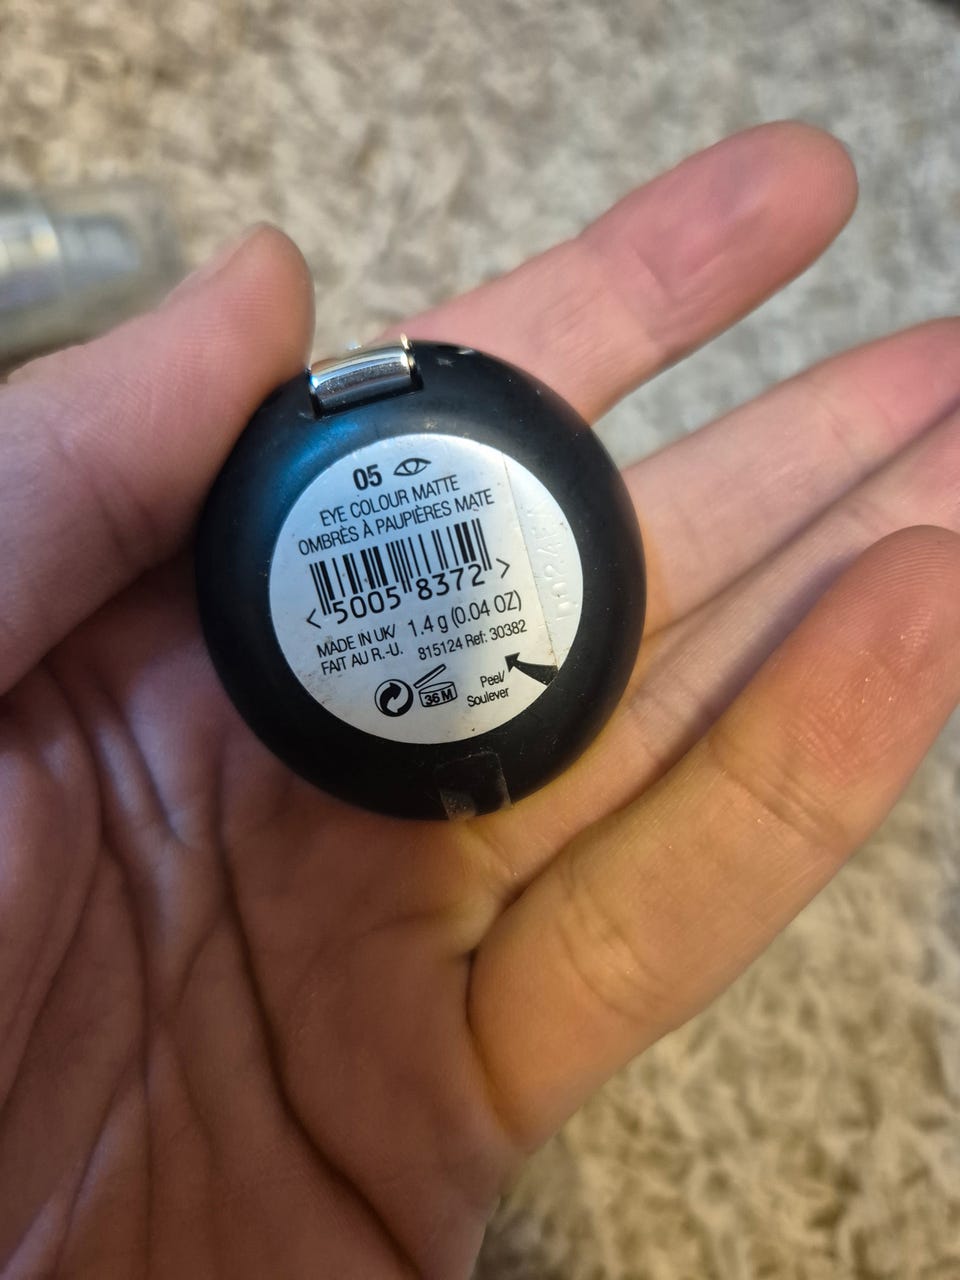 05
EYE COLOUR MATTE
OMBRÈS À PAUPIÈRES MATE
<5005 8372>
MADE IN UK/ 1.4 g (0.04 OZ)
FAIT AU R.-U. 815124 Ref: 30382
36 M
Peel/
Soulever